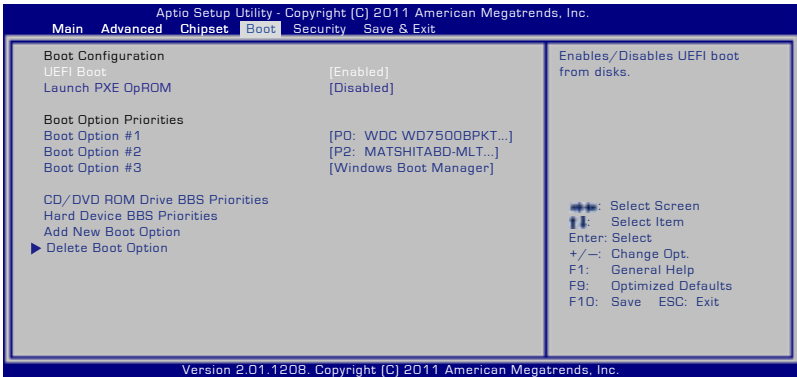 Aptio Setup Utility - Copyright (C) 2011 American Megatrends, Inc.
Main Advanced Chipset Boot Security Save & Exit
Boot Configuration
UEFI Boot [Enabled]
Launch PXE OpROM [Disabled]
Boot Option Priorities
Boot Option #1 [P0: WDC WD7500BPKT...]
Boot Option #2 [P2: MATSHITABD-MLT...]
Boot Option #3 [Windows Boot Manager]
CD/DVD ROM Drive BBS Priorities
Hard Device BBS Priorities
Add New Boot Option
Delete Boot Option
Enables/Disables UEFI boot
from disks.
: Select Screen
: Select Item
Enter: Select
+/—: Change Opt.
F1: General Help
F9: Optimized Defaults
F10: Save ESC: Exit
Version 2.01.1208. Copyright (C) 2011 American Megatrends, Inc.